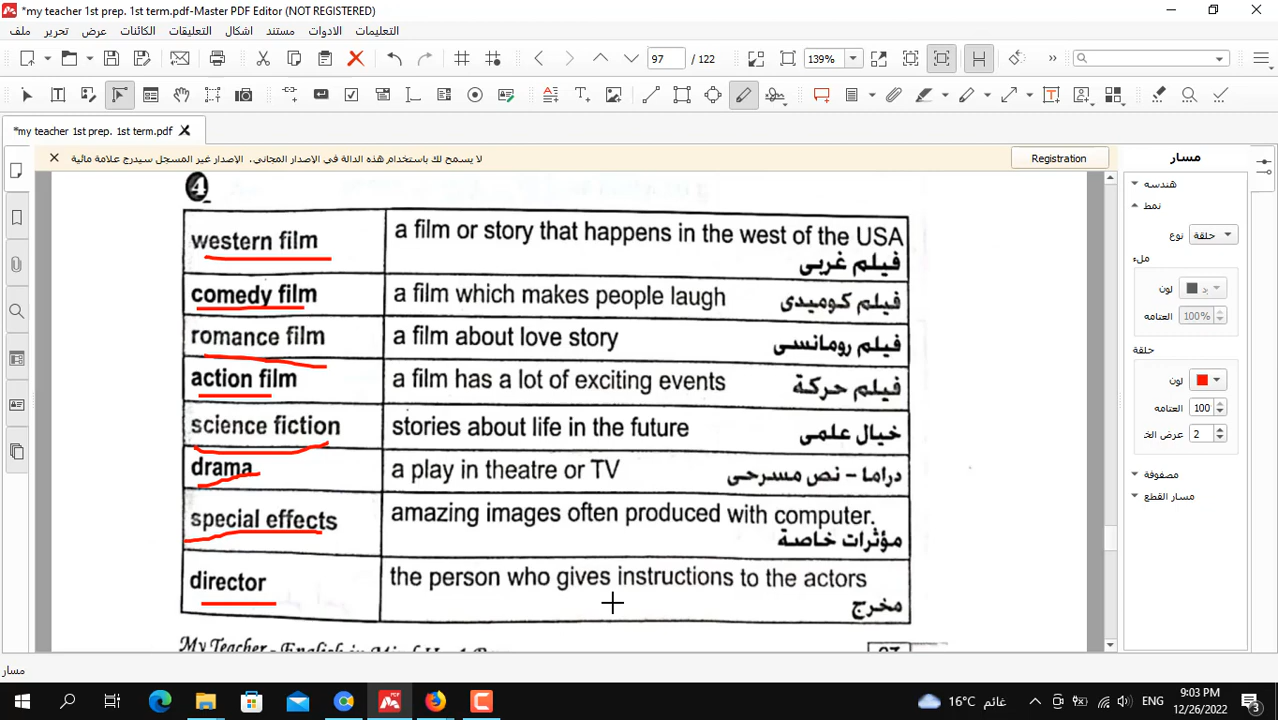 *my teacher 1st prep. 1st term.pdf-Master PDF Editor (NOT REGISTERED)
ملف تحرير عرض الكائنات التعليقات اشكال مستند الادوات التعليمات
97 / 122 139%
*my teacher 1st prep. 1st term.pdf
لا يسمح لك باستخدام هذه الدالة في الإصدار المجاني. الإصدار غير المسجل سيدرج علامة مائية
Registration
مسار
هندسه
نمط
نوع حلقة
ملء
لون
العتامه 100%
حلقة
لون
العتامه 100
عرض الخ 2
مصفوفة
مسار القطع
4
western film a film or story that happens in the west of the USA
فيلم غربى
comedy film a film which makes people laugh فيلم كوميدى
romance film a film about love story فيلم رومانسى
action film a film has a lot of exciting events فيلم حركة
science fiction stories about life in the future خيال علمى
drama a play in theatre or TV دراما – نص مسرحى
special effects amazing images often produced with computer.
مؤثرات خاصة
director the person who gives instructions to the actors
مخرج
مسار
16°C غائم
ENG
9:03 PM
12/26/2022
3